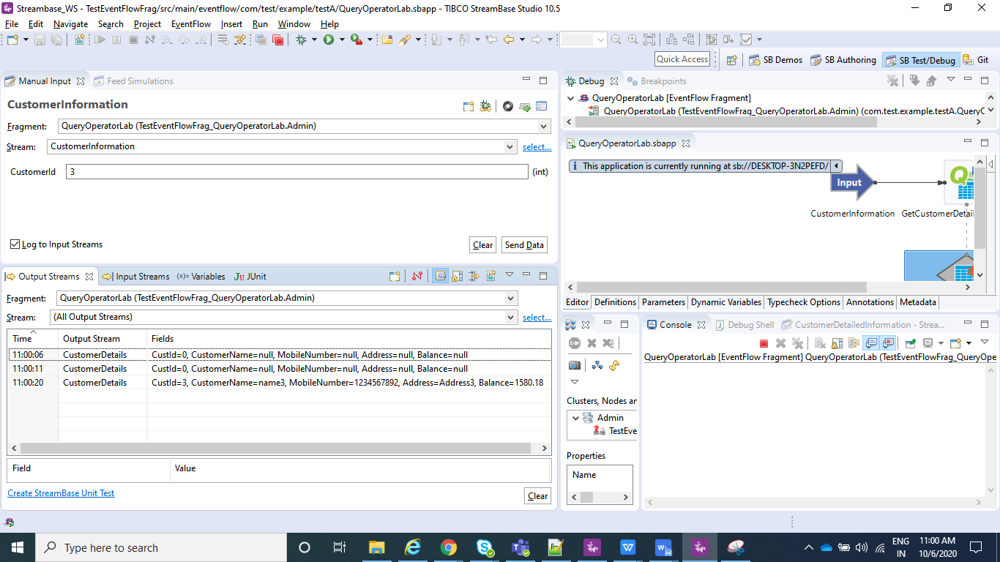 Streambase_WS - TestEventFlowFrag/src/main/eventflow/com/test/example/testA/QueryOperatorLab.sbapp - TIBCO StreamBase Studio 10.5
File Edit Navigate Search Project EventFlow Insert Run Window Help
Quick Access SB Demos SB Authoring SB Test/Debug Git
Manual Input Feed Simulations
CustomerInformation
Fragment: QueryOperatorLab (TestEventFlowFrag_QueryOperatorLab.Admin)
Stream: CustomerInformation select...
CustomerId 3 (int)
Log to Input Streams Clear Send Data
Output Streams Input Streams (x)= Variables Ju JUnit
Fragment: QueryOperatorLab (TestEventFlowFrag_QueryOperatorLab.Admin)
Stream: (All Output Streams) select...
Time Output Stream Fields
11:00:06 CustomerDetails CustId=0, CustomerName=null, MobileNumber=null, Address=null, Balance=null
11:00:11 CustomerDetails CustId=0, CustomerName=null, MobileNumber=null, Address=null, Balance=null
11:00:20 CustomerDetails CustId=3, CustomerName=name3, MobileNumber=1234567892, Address=Address3, Balance=1580.18
Field Value
Create StreamBase Unit Test Clear
Debug Breakpoints
QueryOperatorLab [EventFlow Fragment]
QueryOperatorLab (TestEventFlowFrag_QueryOperatorLab.Admin) (com.test.example.testA.QueryC
QueryOperatorLab.sbapp
i This application is currently running at sb://DESKTOP-3N2PEFD/
Input Q
CustomerInformation GetCustomerDetail
Editor Definitions Parameters Dynamic Variables Typecheck Options Annotations Metadata
STOP
Clusters, Nodes ar
Admin
TestEve
Properties
Name
Console Debug Shell CustomerDetailedInformation - Strea...
QueryOperatorLab [EventFlow Fragment] QueryOperatorLab (TestEventFlowFrag_QueryOpe
Type here to search
ENG
IN
11:00 AM
10/6/2020